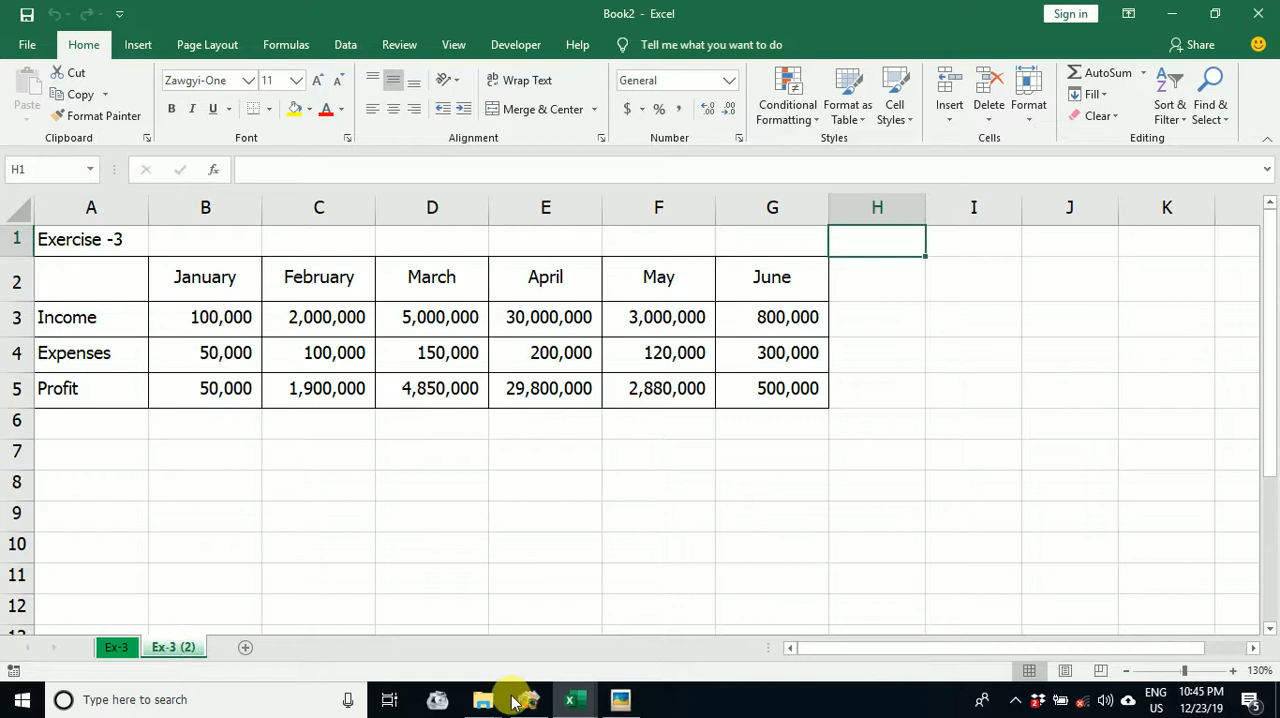 Book2 - Excel
Sign in
File Home Insert Page Layout Formulas Data Review View Developer Help Tell me what you want to do Share
Paste
Cut
Copy
Format Painter
Clipboard
Zawgyi-One 11
B I U
Font
Wrap Text
Merge & Center
Alignment
General
$ % ,
Number
Conditional Formatting
Format as Table
Cell Styles
Styles
Insert
Delete
Format
Cells
AutoSum
Fill
Clear
Sort & Filter
Find & Select
Editing
H1 fx
A B C D E F G H I J K
1 Exercise -3
2 January February March April May June
3 Income 100,000 2,000,000 5,000,000 30,000,000 3,000,000 800,000
4 Expenses 50,000 100,000 150,000 200,000 120,000 300,000
5 Profit 50,000 1,900,000 4,850,000 29,800,000 2,880,000 500,000
6
7
8
9
10
11
12
13
Ex-3 Ex-3 (2)
130%
Type here to search
ENG
US
10:45 PM
12/23/19
5